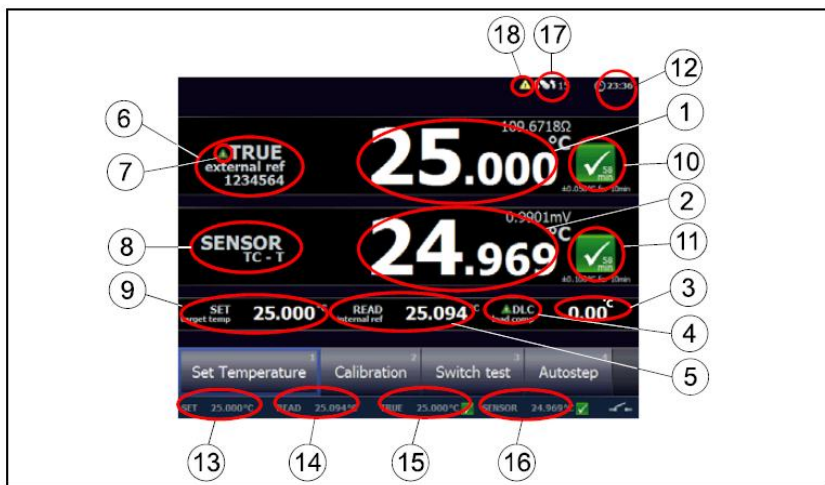 18
17
12
15
23:36
6
7
1
109.6718Ω
TRUE
external ref
1234564
25.000
°C
58
min
±0.050°C for 10min
10
2
0.9901mV
8
SENSOR
TC - T
24.969
°C
58
min
±0.100°C for 10min
11
9
SET
target temp
25.000
°C
READ
internal ref
25.094
°C
DLC
load comp
0.00
°C
3
4
5
1
Set Temperature
2
Calibration
3
Switch test
4
Autostep
SET 25.000°C READ 25.094°C TRUE 25.000°C SENSOR 24.969°C
13
14
15
16